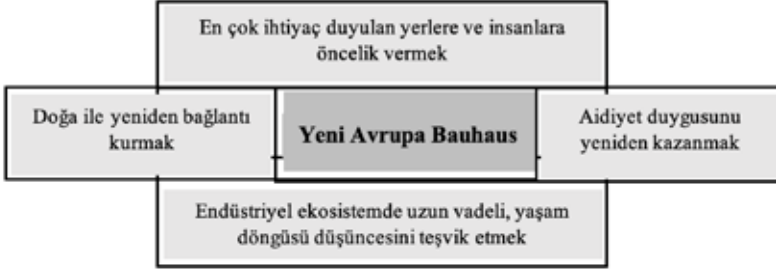 En çok ihtiyaç duyulan yerlere ve insanlara
öncelik vermek
Doğa ile yeniden bağlantı
kurmak
Yeni Avrupa Bauhaus
Aidiyet duygusunu
yeniden kazanmak
Endüstriyel ekosistemde uzun vadeli, yaşam
döngüsü düşüncesini teşvik etmek